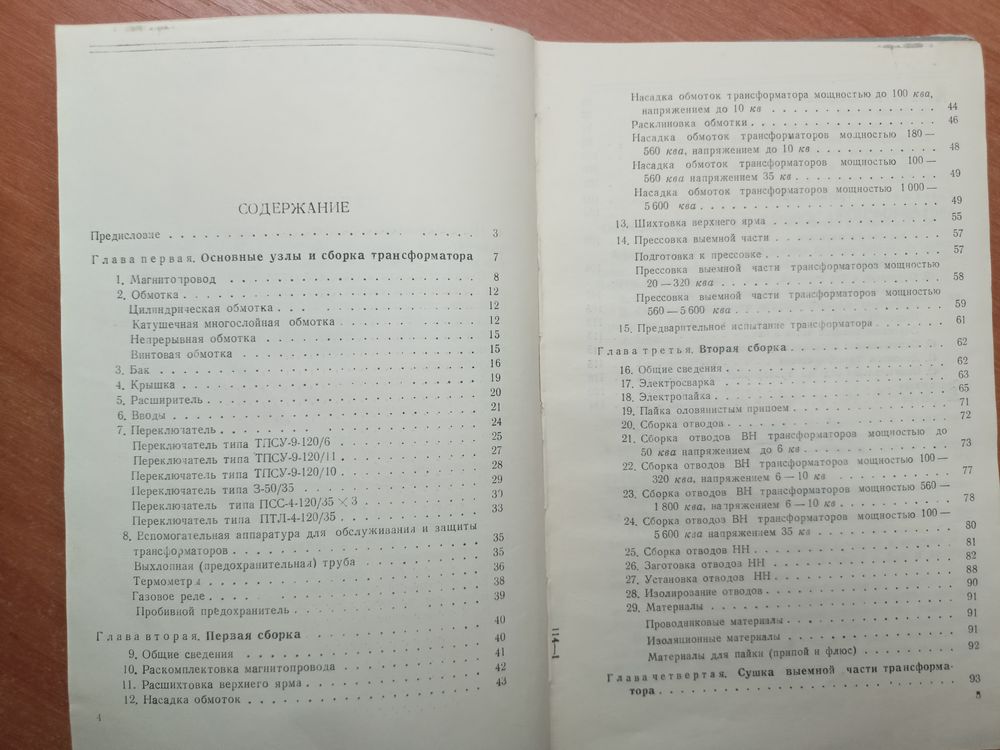 СОДЕРЖАНИЕ
Предисловие 3
Глава первая. Основные узлы и сборка трансформатора 7
1. Магнитопровод 8
2. Обмотка 12
Цилиндрическая обмотка 12
Катушечная многослойная обмотка 12
Непрерывная обмотка 15
Винтовая обмотка 15
3. Бак 16
4. Крышка 19
5. Расширитель 20
6. Вводы 21
7. Переключатель 24
Переключатель типа ТПСУ-9-120/6 25
Переключатель типа ТПСУ-9-120/11 27
Переключатель типа ТПСУ-9-120/10 28
Переключатель типа З-50/35 29
Переключатель типа ПСС-4-120/35×3 30
Переключатель типа ПТЛ-4-120/35 33
8. Вспомогательная аппаратура для обслуживания и защиты
трансформаторов 35
Выхлопная (предохранительная) труба 35
Термометры 36
Газовое реле 38
Пробивной предохранитель 39
Глава вторая. Первая сборка 40
9. Общие сведения 40
10. Раскомплектовка магнитопровода 41
11. Расшихтовка верхнего ярма 42
12. Насадка обмоток 43
4
Насадка обмоток трансформатора мощностью до 100 ква,
напряжением до 10 кв 44
Расклиновка обмотки 46
Насадка обмоток трансформаторов мощностью 180—
560 ква, напряжением до 10 кв 48
Насадка обмоток трансформаторов мощностью 100—
560 ква напряжением 35 кв 49
Насадка обмоток трансформаторов мощностью 1 000—
5 600 ква 49
13. Шихтовка верхнего ярма 55
14. Прессовка выемной части 57
Подготовка к прессовке 57
Прессовка выемной части трансформаторов мощностью
20—320 ква 58
Прессовка выемной части трансформаторов мощностью
560—5 600 ква 59
15. Предварительное испытание трансформатора 61
Глава третья. Вторая сборка 62
16. Общие сведения 62
17. Электросварка 63
18. Электропайка 65
19. Пайка оловянистым припоем 71
20. Сборка отводов 72
21. Сборка отводов ВН трансформаторов мощностью до
50 ква напряжением до 6 кв 73
22. Сборка отводов ВН трансформаторов мощностью 100—
320 ква, напряжением 6—10 кв 77
23. Сборка отводов ВН трансформаторов мощностью 560—
1 800 ква, напряжением 6—10 кв 78
24. Сборка отводов ВН трансформаторов мощностью 100—
5 600 ква напряжением 35 кв 80
25. Сборка отводов НН 81
26. Заготовка отводов НН 82
27. Установка отводов НН 88
28. Изолирование отводов 90
29. Материалы 91
Проводниковые материалы 91
Изоляционные материалы 91
Материалы для пайки (припой и флюс) 92
Глава четвертая. Сушка выемной части трансформа-
тора 93
5